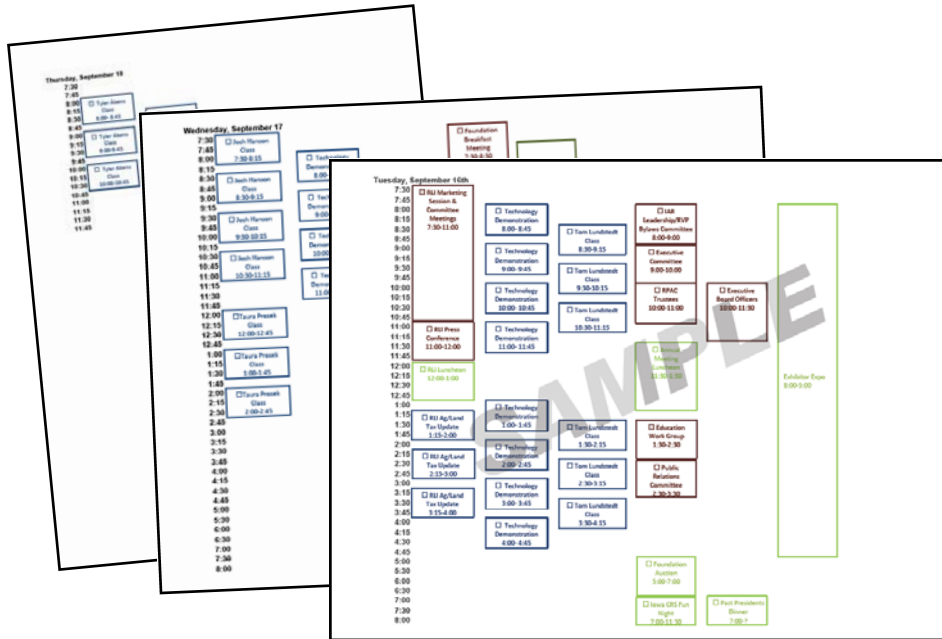 Thursday, September 18
7:30
7:45
8:00
8:15
8:30
8:45
9:00
9:15
9:30
9:45
10:00
10:15
10:30
10:45
11:00
11:15
11:30
11:45
Tyler Akens
Class
8:00- 8:45
Class
9:00-9:45
Class
10:00-10:45
Wednesday, September 17
7:30
7:45
8:00
8:15
8:30
8:45
9:00
9:15
9:30
9:45
10:00
10:15
10:30
10:45
11:00
11:15
11:30
11:45
12:00
12:15
12:30
12:45
1:00
1:15
1:30
1:45
2:00
2:15
2:30
2:45
3:00
3:15
3:30
3:45
4:00
4:15
4:30
4:45
5:00
5:30
6:00
6:30
7:00
7:30
8:00
Josh Hansen
Class
7:30-8:15
Josh Hansen
Class
8:30-9:15
Josh Hansen
Class
9:30-10:15
Josh Hansen
Class
10:30-11:15
Taura Prosek
Class
12:00-12:45
Taura Prosek
Class
1:00-1:45
Taura Prosek
Class
2:00-2:45
Foundation
Breakfast
Meeting
7:30-8:30
Tuesday, September 16th
7:30
7:45
8:00
8:15
8:30
8:45
9:00
9:15
9:30
9:45
10:00
10:15
10:30
10:45
11:00
11:15
11:30
11:45
12:00
12:15
12:30
12:45
1:00
1:15
1:30
1:45
2:00
2:15
2:30
2:45
3:00
3:15
3:30
3:45
4:00
4:15
4:30
4:45
5:00
5:30
6:00
6:30
7:00
7:30
8:00
RLI Marketing
Session &
Committee
Meetings
7:30-11:00
RLI Press
Conference
11:00-12:00
RLI Luncheon
12:00-1:00
RLI Ag/Land
Tax Update
1:15-2:00
RLI Ag/Land
Tax Update
2:15-3:00
RLI Ag/Land
Tax Update
3:15-4:00
Technology
Demonstration
8:00- 8:45
Technology
Demonstration
9:00- 9:45
Technology
Demonstration
10:00- 10:45
Technology
Demonstration
11:00- 11:45
Technology
Demonstration
1:00- 1:45
Technology
Demonstration
2:00- 2:45
Technology
Demonstration
3:00- 3:45
Technology
Demonstration
4:00- 4:45
Tom Lundstedt
Class
8:30-9:15
Tom Lundstedt
Class
9:30-10:15
Tom Lundstedt
Class
10:30-11:15
Tom Lundstedt
Class
1:30-2:15
Tom Lundstedt
Class
2:30-3:15
Tom Lundstedt
Class
3:30-4:15
IAR
Leadership/RVP
Bylaws Committee
8:00-9:00
Executive
Committee
9:00-10:00
RPAC
Trustees
10:00-11:00
Annual
Meeting
Luncheon
11:30-1:30
Education
Work Group
1:30-2:30
Public
Relations
Committee
2:30-3:30
Foundation
Auction
5:00-7:00
Iowa CRS Fun
Night
7:00-11:30
Executive
Board Officers
10:00-11:30
Past Presidents
Dinner
7:00-?
Exhibitor Expo
8:00-5:00
SAMPLE